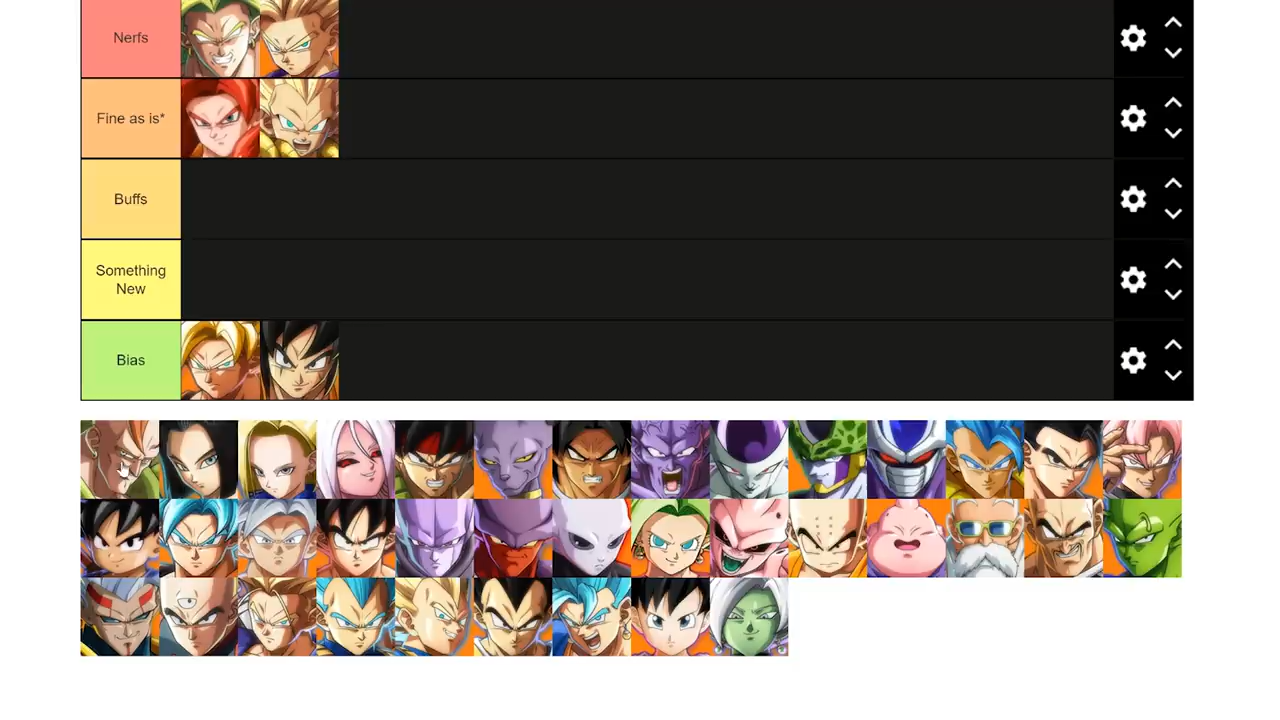 Nerfs
Fine as is*
Buffs
Something
New
Bias